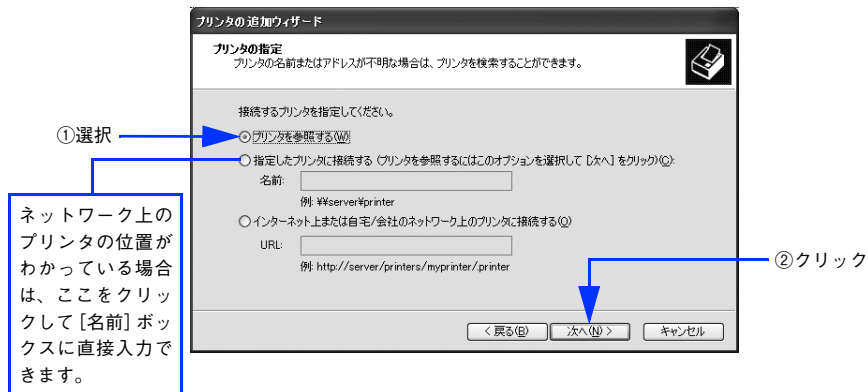 プリンタの追加ウィザード
プリンタの指定
プリンタの名前またはアドレスが不明な場合は、プリンタを検索することができます。
接続するプリンタを指定してください。
①選択
プリンタを参照する(W)
指定したプリンタに接続する (プリンタを参照するにはこのオプションを選択して [次へ] をクリック)(C):
名前:
例: ¥¥server¥printer
インターネット上または自宅/会社のネットワーク上のプリンタに接続する(O)
URL:
例: http://server/printers/myprinter/.printer
ネットワーク上の
プリンタの位置が
わかっている場合
は、ここをクリッ
クして [名前] ボッ
クスに直接入力で
きます。
②クリック
< 戻る(B)
次へ(N) >
キャンセル